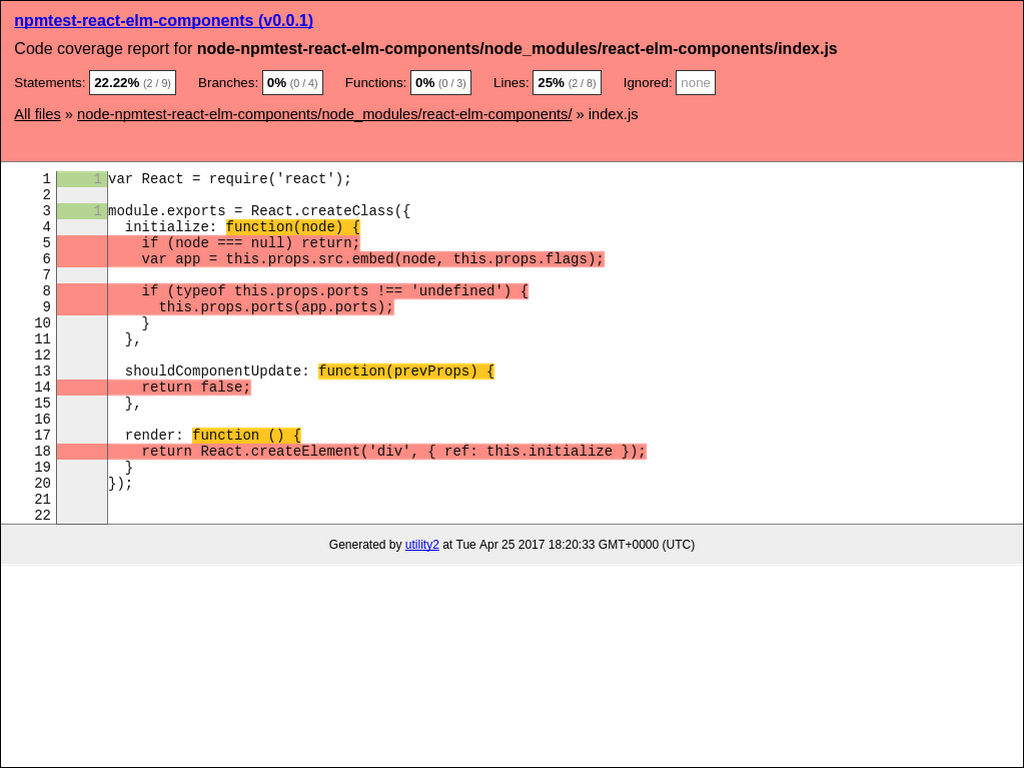 npmtest-react-elm-components (v0.0.1)
Code coverage report for node-npmtest-react-elm-components/node_modules/react-elm-components/index.js
Statements: 22.22% (2 / 9) Branches: 0% (0 / 4) Functions: 0% (0 / 3) Lines: 25% (2 / 8) Ignored: none
All files » node-npmtest-react-elm-components/node_modules/react-elm-components/ » index.js
1 1 var React = require('react');
2
3 1 module.exports = React.createClass({
4   initialize: function(node) {
5     if (node === null) return;
6     var app = this.props.src.embed(node, this.props.flags);
7
8     if (typeof this.props.ports !== 'undefined') {
9       this.props.ports(app.ports);
10     }
11   },
12
13   shouldComponentUpdate: function(prevProps) {
14     return false;
15   },
16
17   render: function () {
18     return React.createElement('div', { ref: this.initialize });
19   }
20 });
21
22
Generated by utility2 at Tue Apr 25 2017 18:20:33 GMT+0000 (UTC)